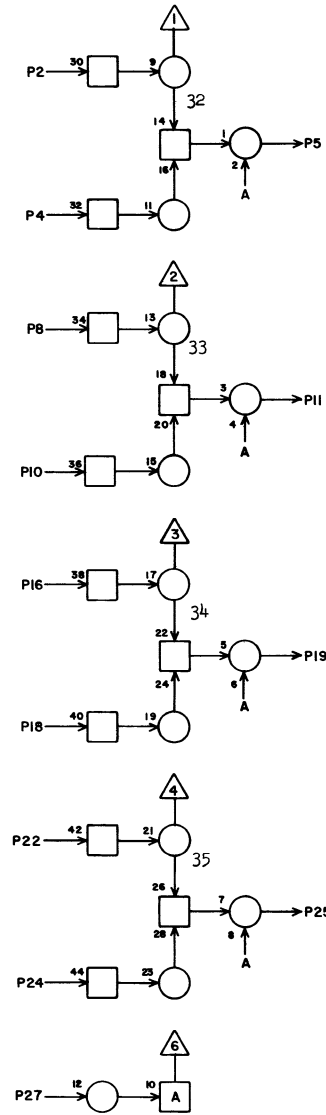 1
P2 30 9
32
14 1 P5
16 2
P4 32 11 A
2
P8 34 13
33
18 3 P11
20 4
P10 36 15 A
3
P16 38 17
34
22 5 P19
24 6
P18 40 19 A
4
P22 42 21
35
26 7 P25
28 8
P24 44 23 A
6
P27 12 10 A